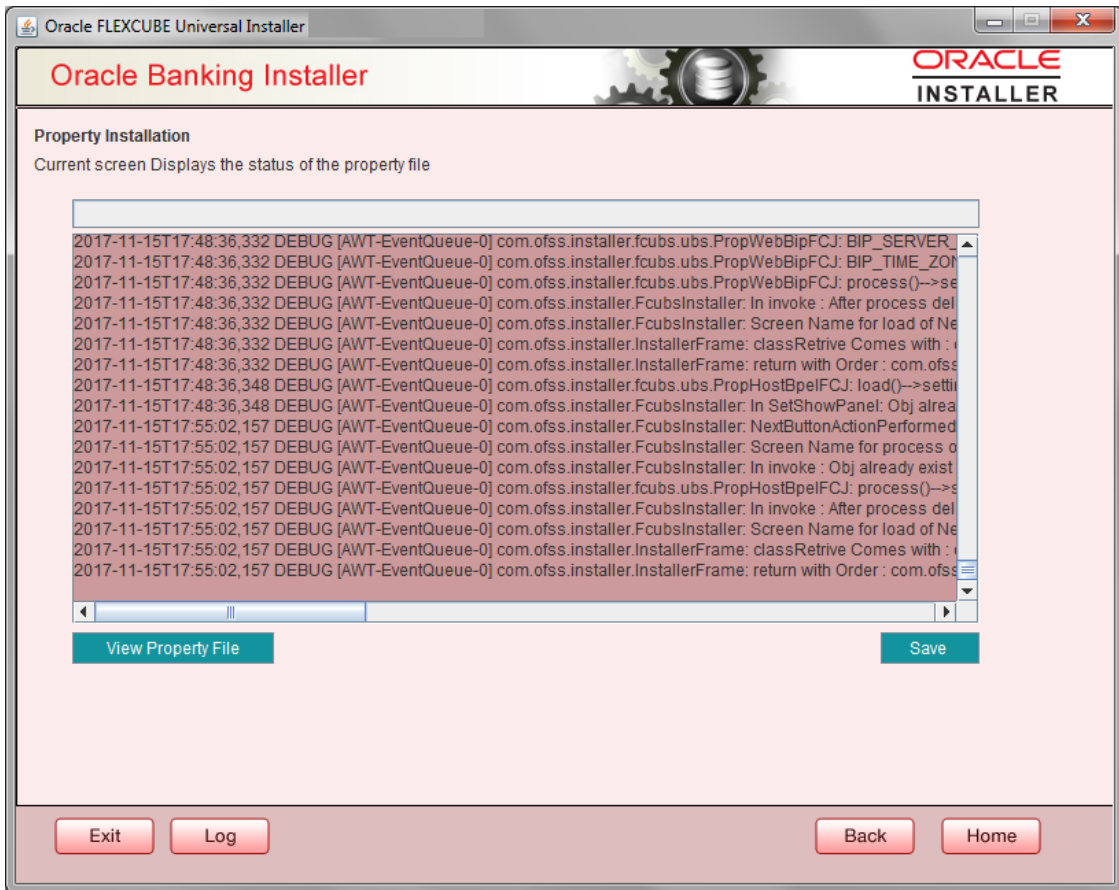 Oracle FLEXCUBE Universal Installer
Oracle Banking Installer
ORACLE
INSTALLER
Property Installation
Current screen Displays the status of the property file
2017-11-15T17:48:36,332 DEBUG [AWT-EventQueue-0] com.ofss.installer.fcubs.ubs.PropWebBipFCJ: BIP_SERVER_
2017-11-15T17:48:36,332 DEBUG [AWT-EventQueue-0] com.ofss.installer.fcubs.ubs.PropWebBipFCJ: BIP_TIME_ZON
2017-11-15T17:48:36,332 DEBUG [AWT-EventQueue-0] com.ofss.installer.fcubs.ubs.PropWebBipFCJ: process()-->se
2017-11-15T17:48:36,332 DEBUG [AWT-EventQueue-0] com.ofss.installer.FcubsInstaller: In invoke : After process del
2017-11-15T17:48:36,332 DEBUG [AWT-EventQueue-0] com.ofss.installer.FcubsInstaller: Screen Name for load of Ne
2017-11-15T17:48:36,332 DEBUG [AWT-EventQueue-0] com.ofss.installer.InstallerFrame: classRetrive Comes with :
2017-11-15T17:48:36,332 DEBUG [AWT-EventQueue-0] com.ofss.installer.InstallerFrame: return with Order : com.ofss
2017-11-15T17:48:36,348 DEBUG [AWT-EventQueue-0] com.ofss.installer.fcubs.ubs.PropHostBpelFCJ: load()-->settin
2017-11-15T17:48:36,348 DEBUG [AWT-EventQueue-0] com.ofss.installer.FcubsInstaller: In SetShowPanel: Obj alrea
2017-11-15T17:55:02,157 DEBUG [AWT-EventQueue-0] com.ofss.installer.FcubsInstaller: NextButtonActionPerformed
2017-11-15T17:55:02,157 DEBUG [AWT-EventQueue-0] com.ofss.installer.FcubsInstaller: Screen Name for process o
2017-11-15T17:55:02,157 DEBUG [AWT-EventQueue-0] com.ofss.installer.FcubsInstaller: In invoke : Obj already exist
2017-11-15T17:55:02,157 DEBUG [AWT-EventQueue-0] com.ofss.installer.fcubs.ubs.PropHostBpelFCJ: process()-->s
2017-11-15T17:55:02,157 DEBUG [AWT-EventQueue-0] com.ofss.installer.FcubsInstaller: In invoke : After process del
2017-11-15T17:55:02,157 DEBUG [AWT-EventQueue-0] com.ofss.installer.FcubsInstaller: Screen Name for load of Ne
2017-11-15T17:55:02,157 DEBUG [AWT-EventQueue-0] com.ofss.installer.InstallerFrame: classRetrive Comes with :
2017-11-15T17:55:02,157 DEBUG [AWT-EventQueue-0] com.ofss.installer.InstallerFrame: return with Order : com.ofss
View Property File
Save
Exit
Log
Back
Home